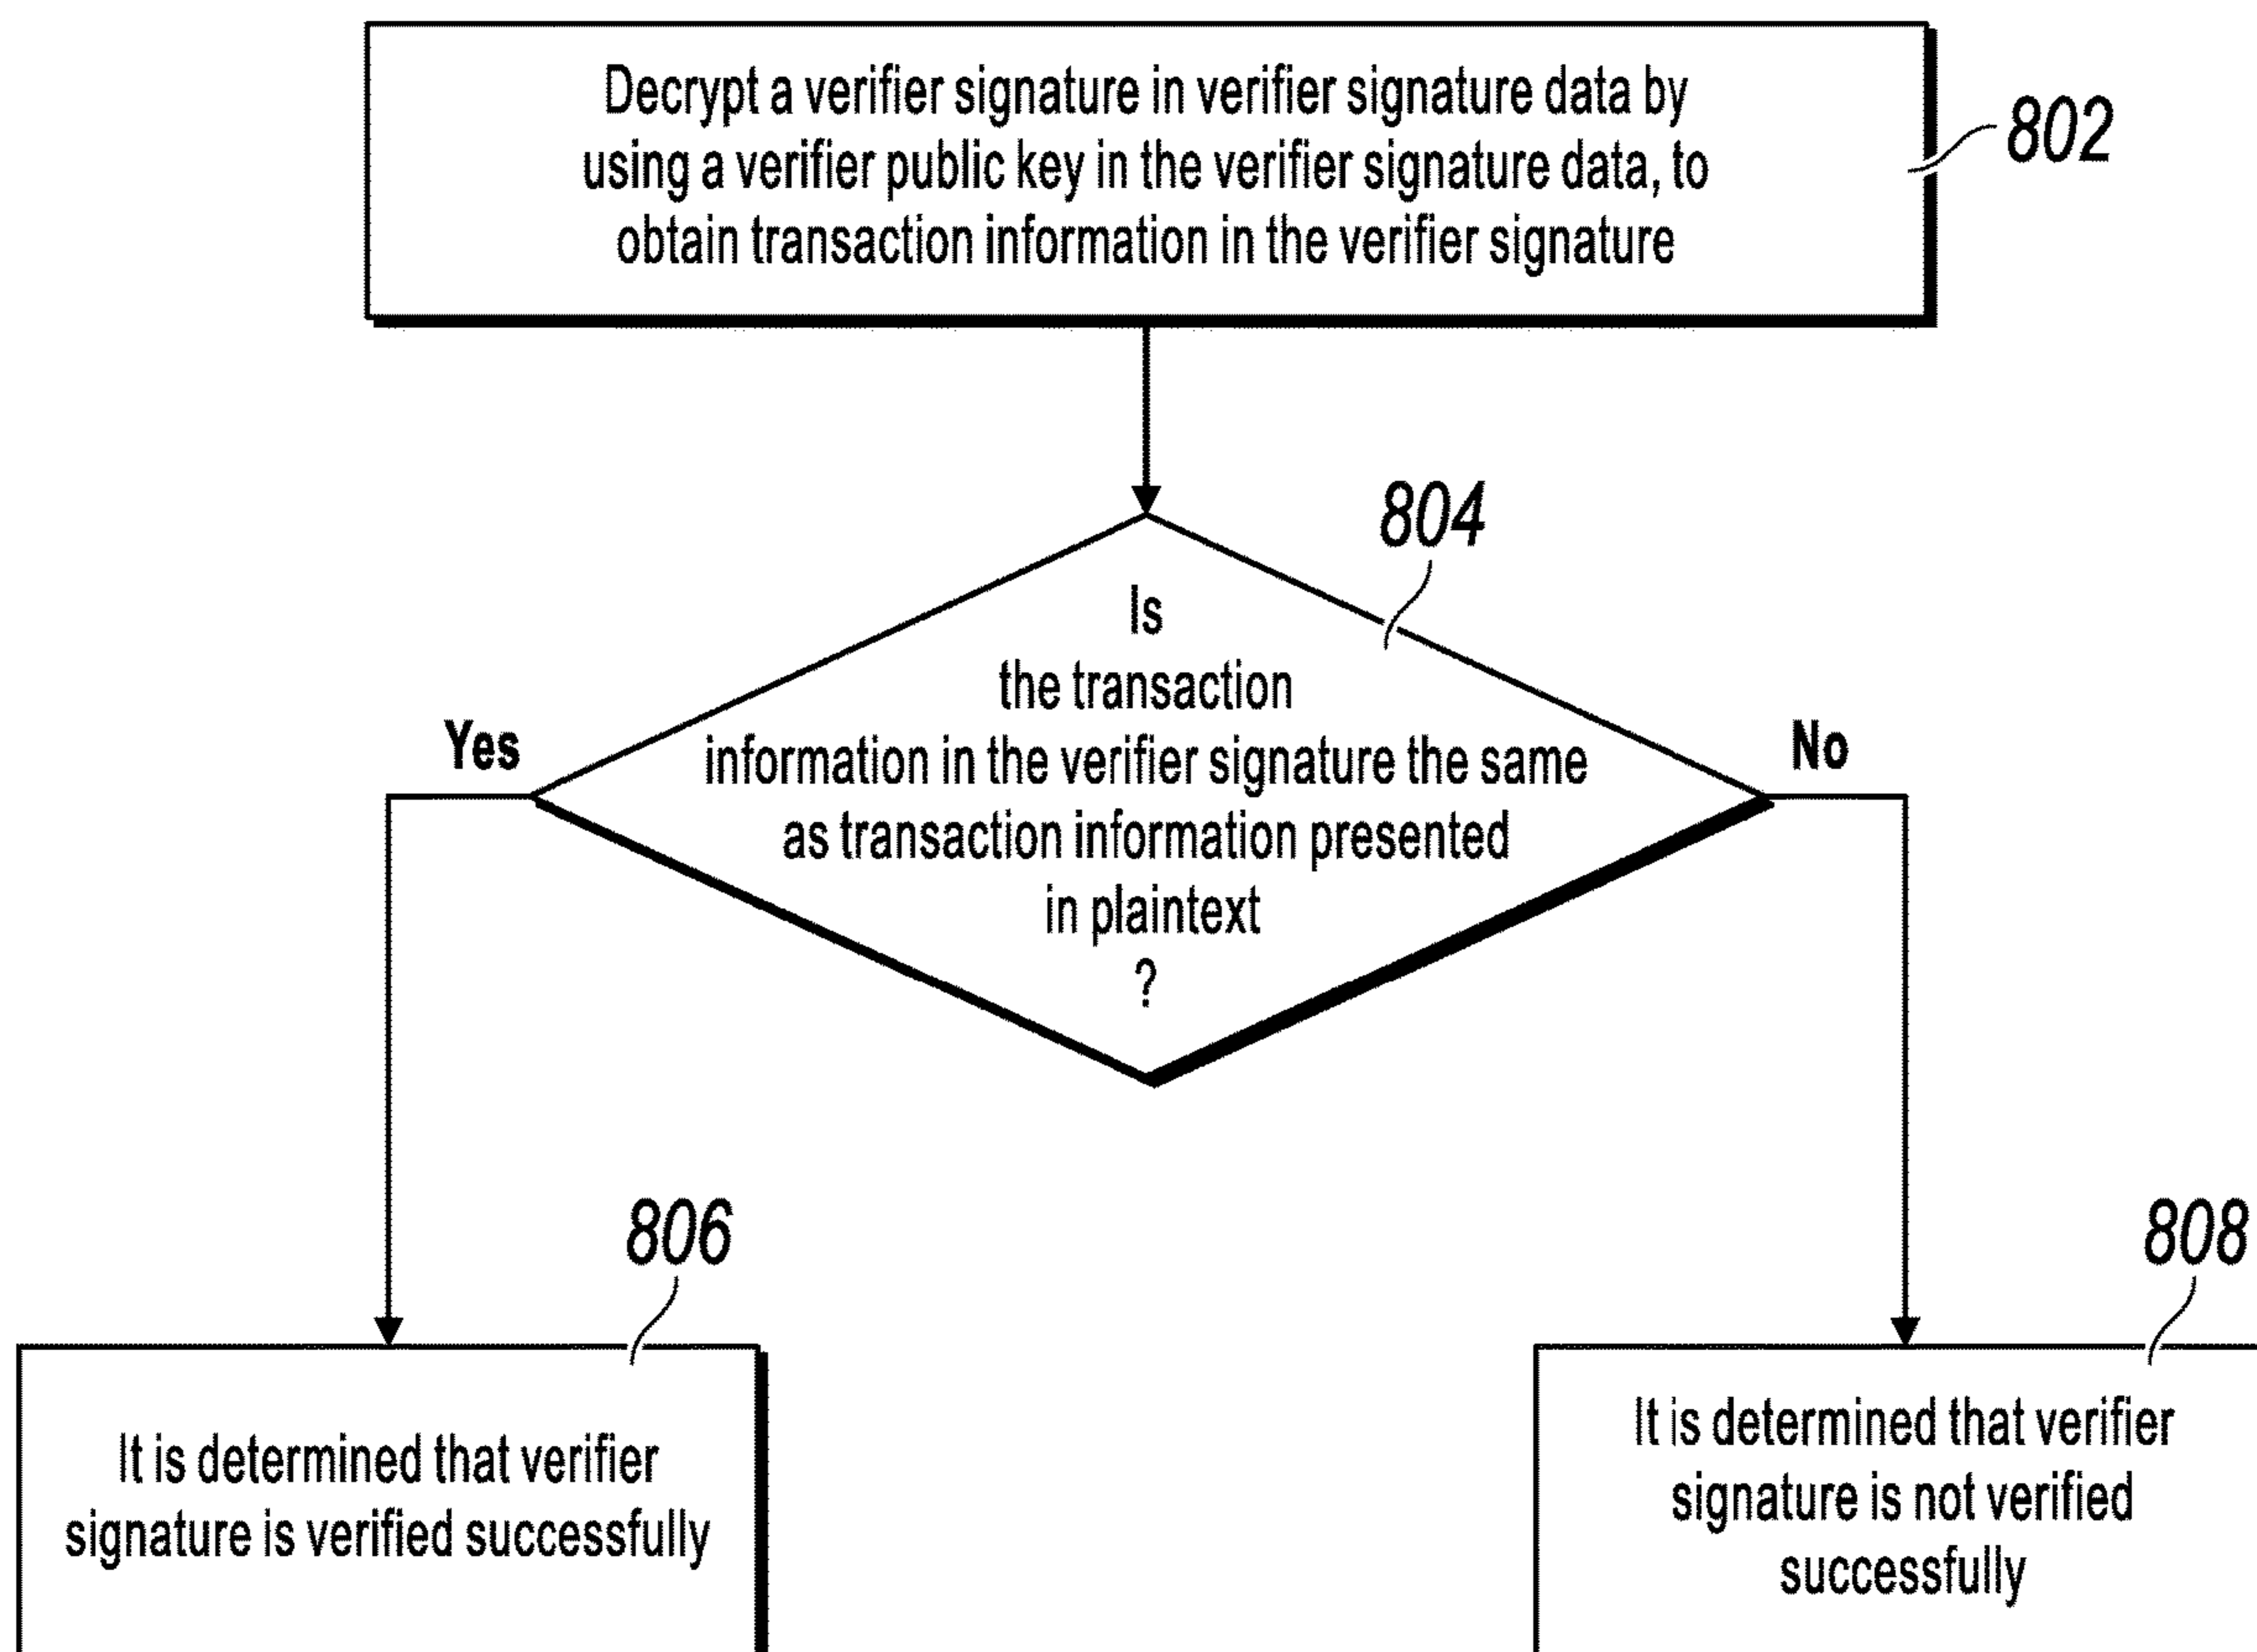 Decrypt a verifier signature in verifier signature data by
using a verifier public key in the verifier signature data, to
obtain transaction information in the verifier signature
802
804
Is
the transaction
information in the verifier signature the same
as transaction information presented
in plaintext
?
Yes
No
806
It is determined that verifier
signature is verified successfully
808
It is determined that verifier
signature is not verified
successfully